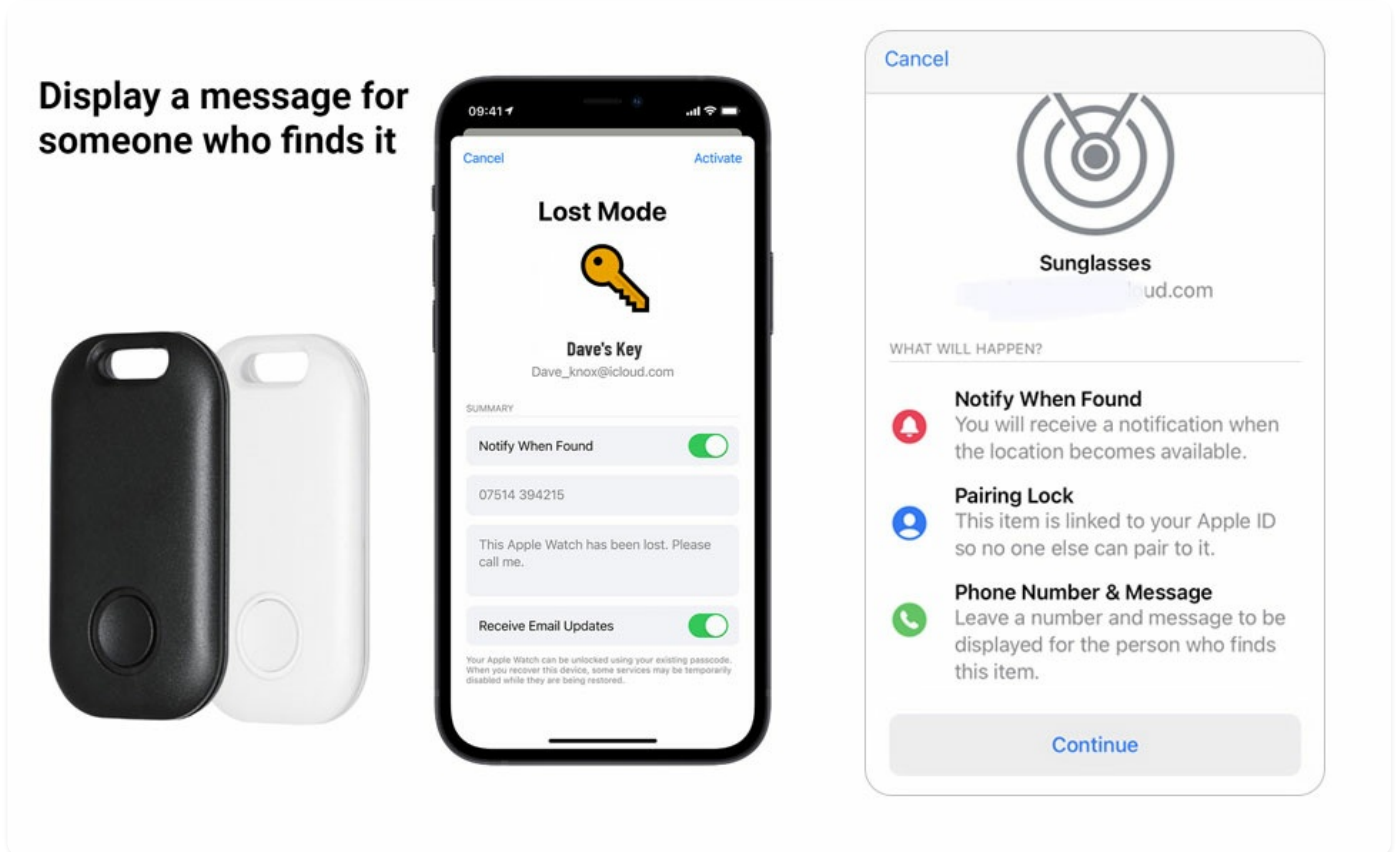 Display a message for
someone who finds it
09:41
Cancel
Activate
Lost Mode
Dave's Key
Dave_knox@icloud.com
SUMMARY
Notify When Found
07514 394215
This Apple Watch has been lost. Please
call me.
Receive Email Updates
Your Apple Watch can be unlocked using your existing passcode.
When you recover this device, some services may be temporarily
disabled while they are being restored.
Cancel
Sunglasses
oud.com
WHAT WILL HAPPEN?
Notify When Found
You will receive a notification when
the location becomes available.
Pairing Lock
This item is linked to your Apple ID
so no one else can pair to it.
Phone Number & Message
Leave a number and message to be
displayed for the person who finds
this item.
Continue